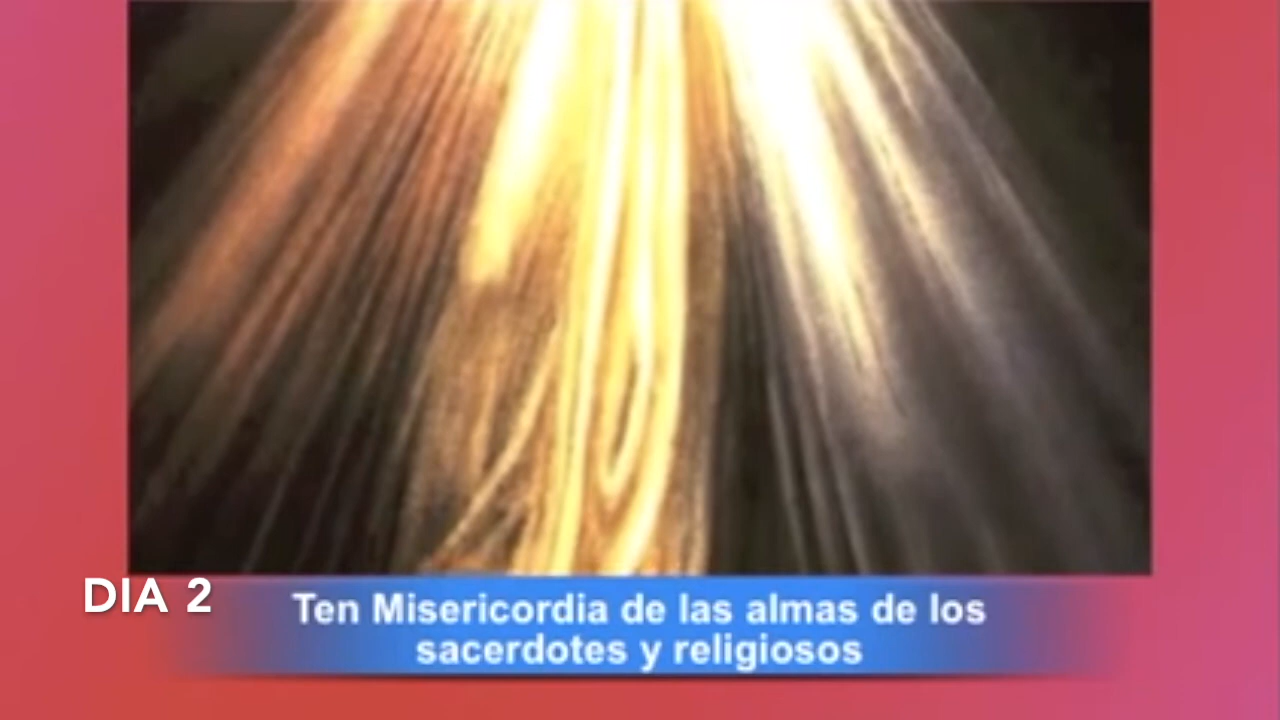 DIA 2
Ten Misericordia de las almas de los
sacerdotes y religiosos